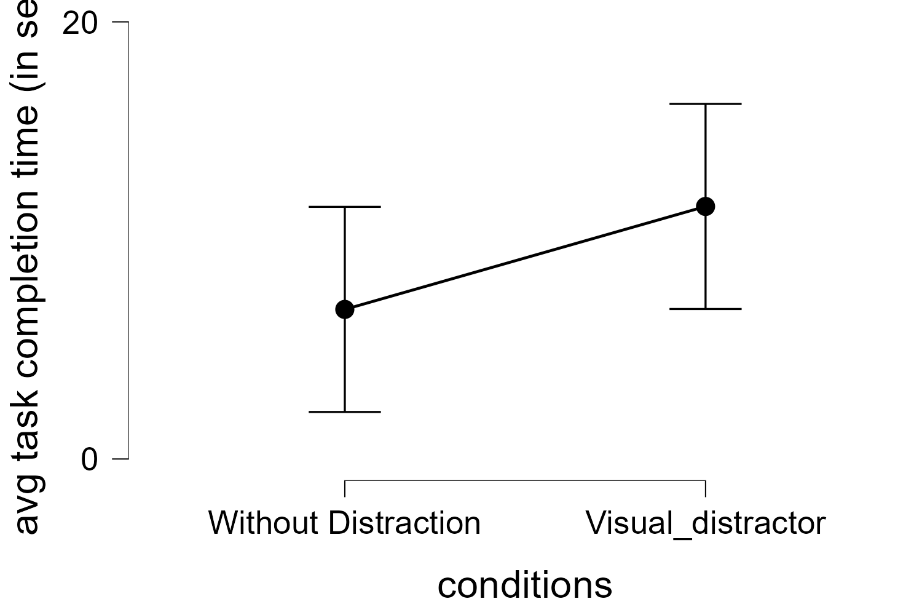 20
avg task completion time (in se
0
Without Distraction Visual_distractor
conditions